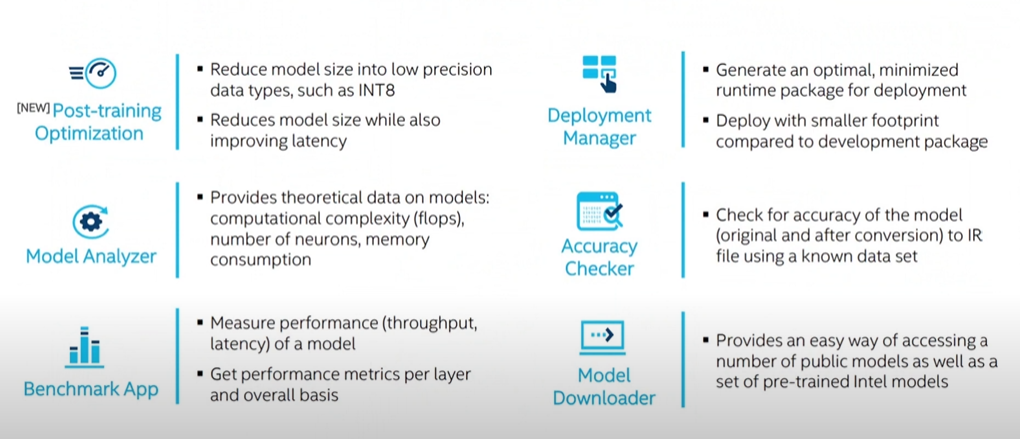 [NEW] Post-training
Optimization
▪ Reduce model size into low precision
data types, such as INT8
▪ Reduces model size while also
improving latency
Deployment
Manager
▪ Generate an optimal, minimized
runtime package for deployment
▪ Deploy with smaller footprint
compared to development package
Model Analyzer
▪ Provides theoretical data on models:
computational complexity (flops),
number of neurons, memory
consumption
Accuracy
Checker
▪ Check for accuracy of the model
(original and after conversion) to IR
file using a known data set
Benchmark App
▪ Measure performance (throughput,
latency) of a model
▪ Get performance metrics per layer
and overall basis
Model
Downloader
▪ Provides an easy way of accessing a
number of public models as well as a
set of pre-trained Intel models